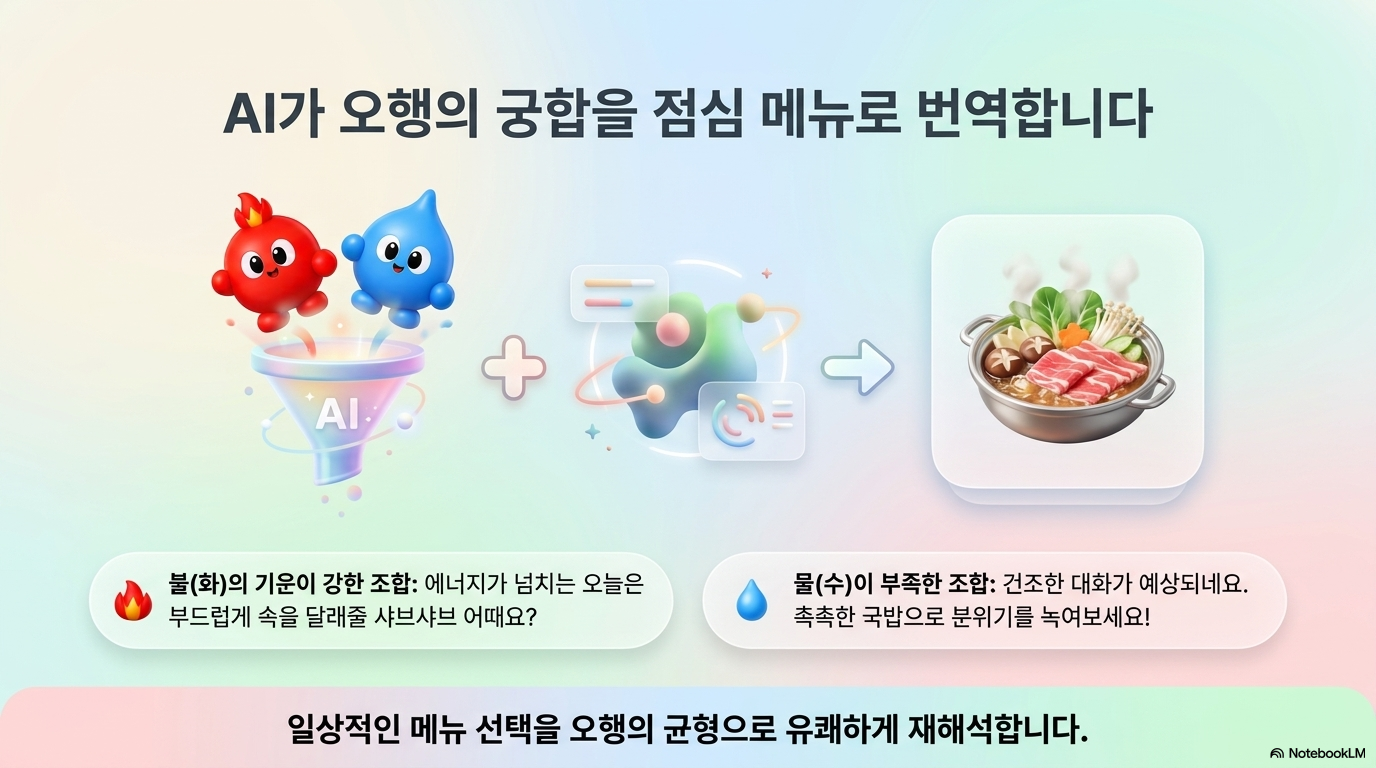 AI가 오행의 궁합을 점심 메뉴로 번역합니다
AI
불(화)의 기운이 강한 조합: 에너지가 넘치는 오늘은
부드럽게 속을 달래줄 샤브샤브 어때요?
물(수)이 부족한 조합: 건조한 대화가 예상되네요.
촉촉한 국밥으로 분위기를 녹여보세요!
일상적인 메뉴 선택을 오행의 균형으로 유쾌하게 재해석합니다.
NotebookLM